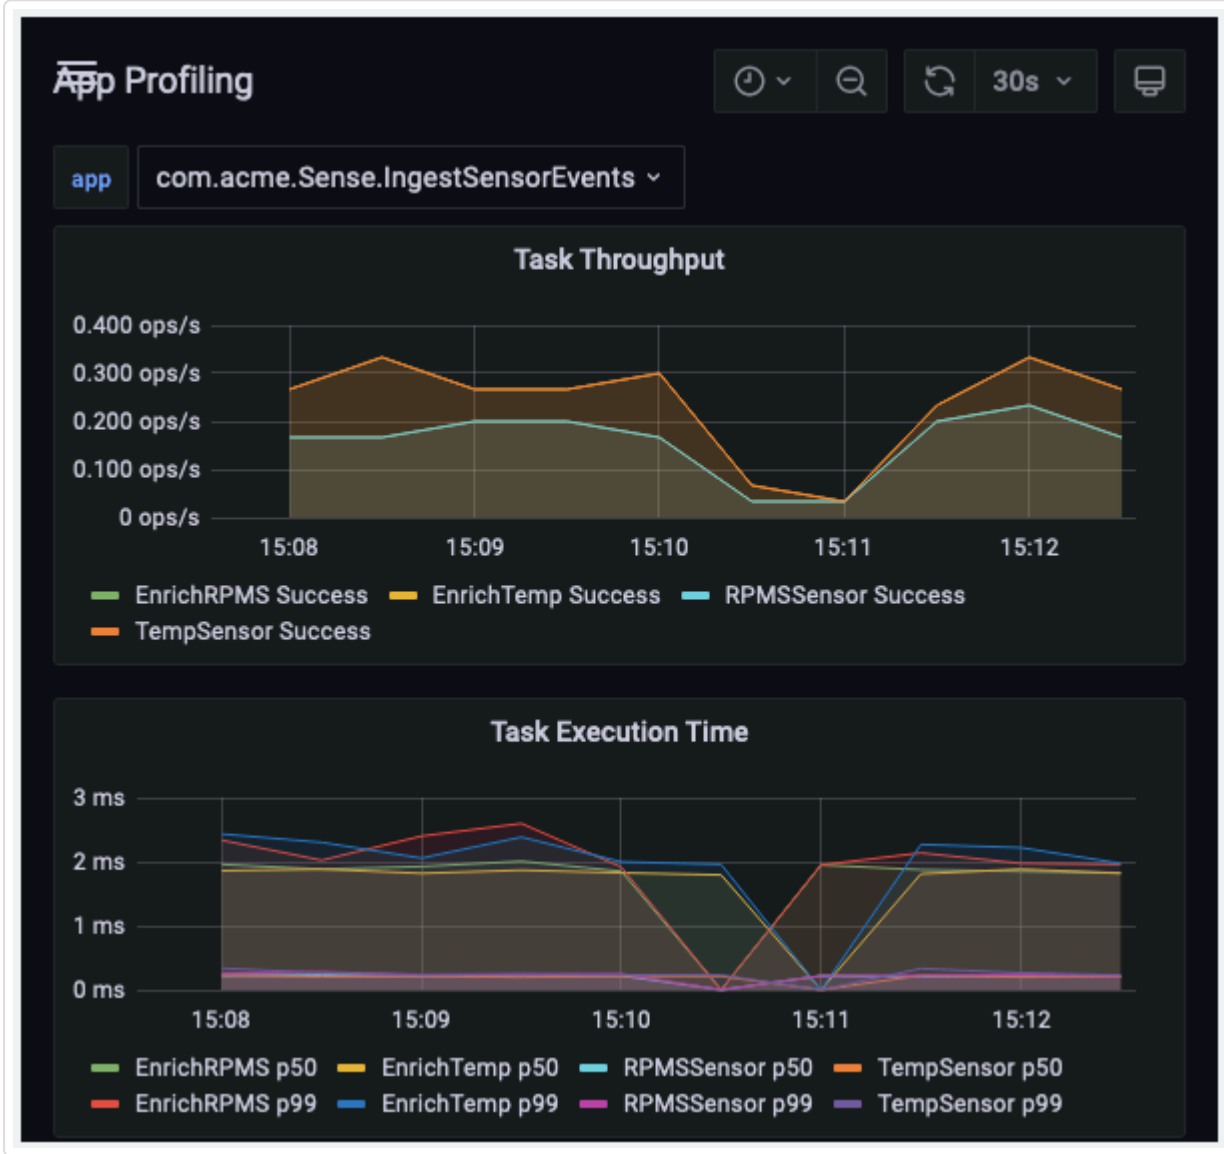 App Profiling
30s
app com.acme.Sense.IngestSensorEvents
Task Throughput
0.400 ops/s
0.300 ops/s
0.200 ops/s
0.100 ops/s
0 ops/s
15:08 15:09 15:10 15:11 15:12
EnrichRPMS Success EnrichTemp Success RPMSSensor Success
TempSensor Success
Task Execution Time
3 ms
2 ms
1 ms
0 ms
15:08 15:09 15:10 15:11 15:12
EnrichRPMS p50 EnrichTemp p50 RPMSSensor p50 TempSensor p50
EnrichRPMS p99 EnrichTemp p99 RPMSSensor p99 TempSensor p99